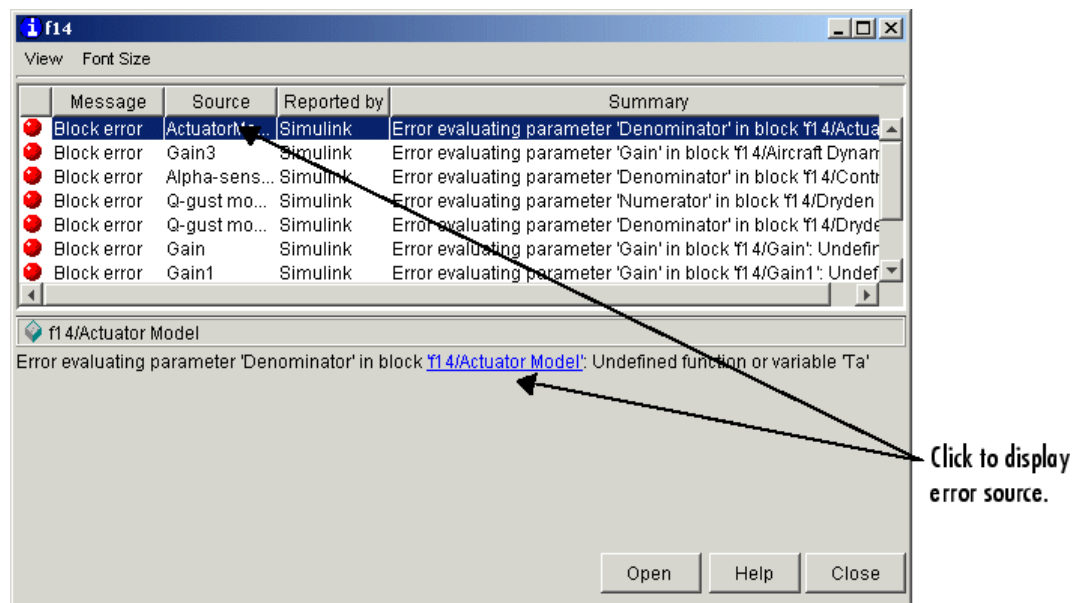 f14
View Font Size
Message Source Reported by Summary
Block error ActuatorMo... Simulink Error evaluating parameter 'Denominator' in block 'f14/Actua
Block error Gain3 Simulink Error evaluating parameter 'Gain' in block 'f14/Aircraft Dynam
Block error Alpha-sens... Simulink Error evaluating parameter 'Denominator' in block 'f14/Contr
Block error Q-gust mo... Simulink Error evaluating parameter 'Numerator' in block 'f14/Dryden
Block error Q-gust mo... Simulink Error evaluating parameter 'Denominator' in block 'f14/Dryde
Block error Gain Simulink Error evaluating parameter 'Gain' in block 'f14/Gain': Undefin
Block error Gain1 Simulink Error evaluating parameter 'Gain' in block 'f14/Gain1': Undef
f14/Actuator Model
Error evaluating parameter 'Denominator' in block 'f14/Actuator Model': Undefined function or variable 'Ta'
Click to display
error source.
Open Help Close